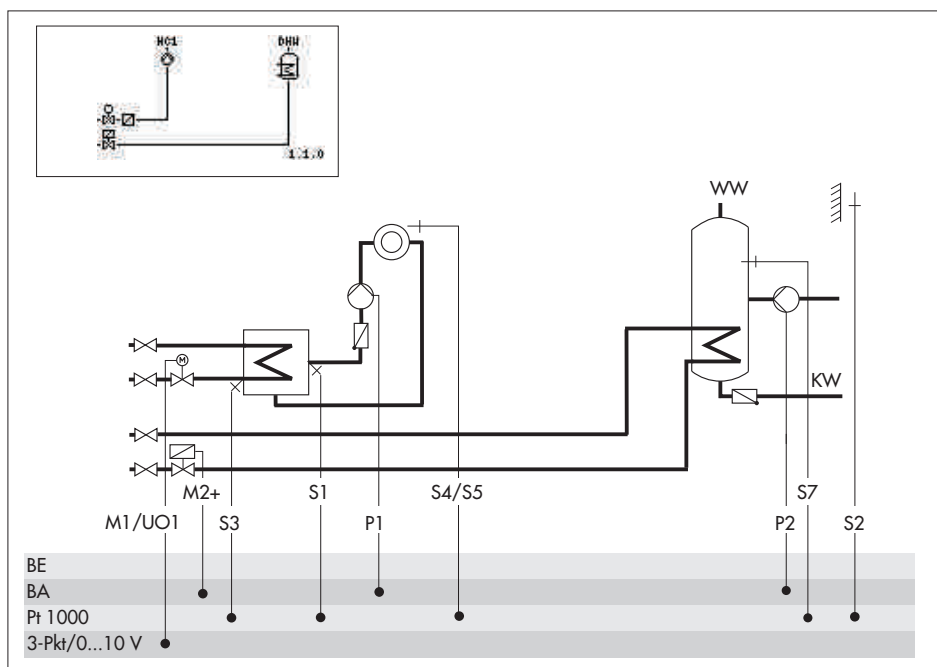 HC1 DHW
1.1.0
WW
M
KW
M2+ S1 S4/S5 S7
M1/UO1 S3 P1 P2 S2
BE
BA
Pt 1000
3-Pkt/0...10 V